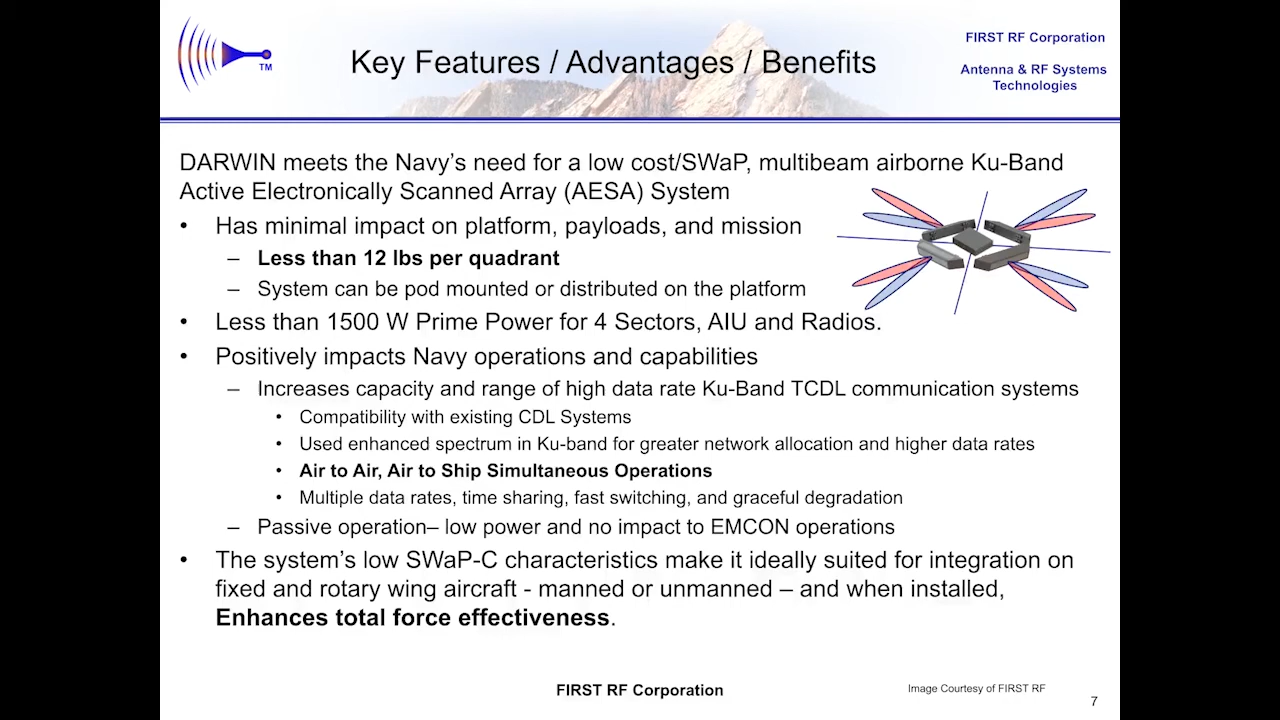 TM
Key Features / Advantages / Benefits
FIRST RF Corporation
Antenna & RF Systems
Technologies
DARWIN meets the Navy’s need for a low cost/SWaP, multibeam airborne Ku-Band
Active Electronically Scanned Array (AESA) System
• Has minimal impact on platform, payloads, and mission
– Less than 12 lbs per quadrant
– System can be pod mounted or distributed on the platform
• Less than 1500 W Prime Power for 4 Sectors, AIU and Radios.
• Positively impacts Navy operations and capabilities
– Increases capacity and range of high data rate Ku-Band TCDL communication systems
• Compatibility with existing CDL Systems
• Used enhanced spectrum in Ku-band for greater network allocation and higher data rates
• Air to Air, Air to Ship Simultaneous Operations
• Multiple data rates, time sharing, fast switching, and graceful degradation
– Passive operation– low power and no impact to EMCON operations
• The system’s low SWaP-C characteristics make it ideally suited for integration on
fixed and rotary wing aircraft - manned or unmanned – and when installed,
Enhances total force effectiveness.
FIRST RF Corporation
Image Courtesy of FIRST RF
7